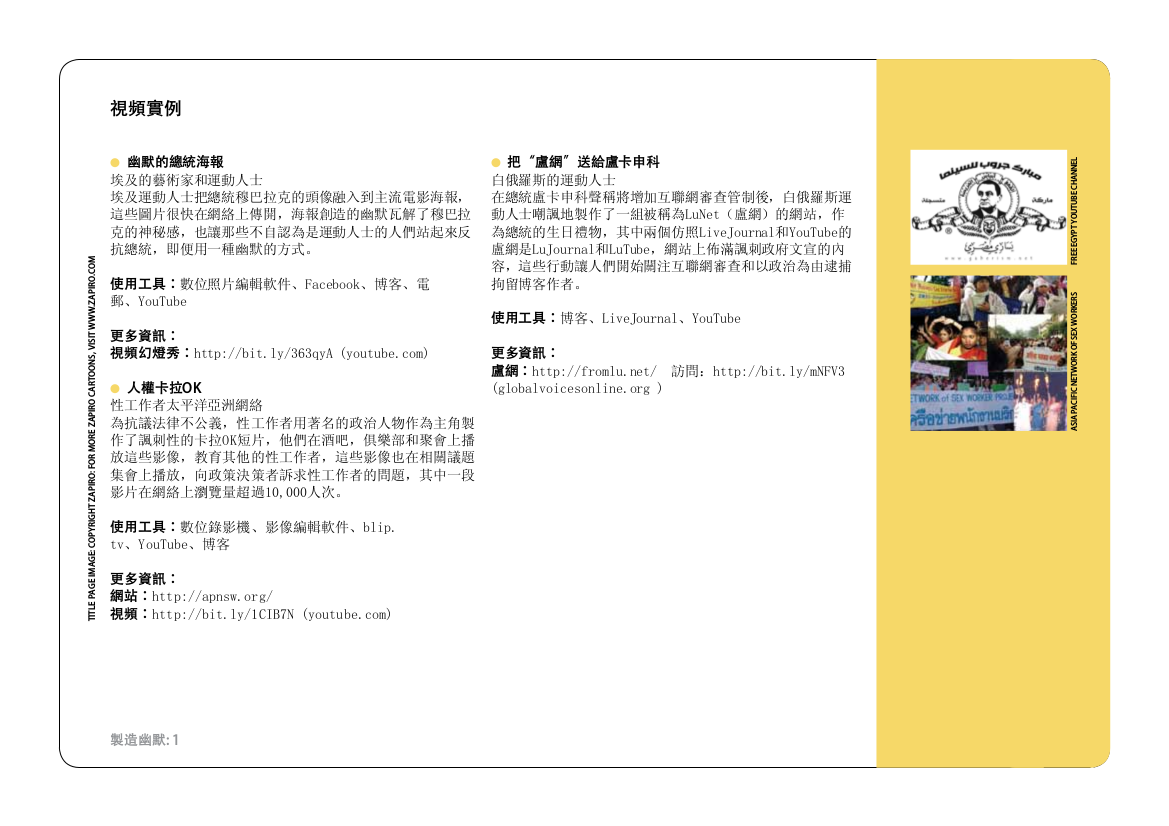 視頻實例
幽默的總統海報
埃及的藝術家和運動人士
埃及運動人士把總統穆巴拉克的頭像融入到主流電影海報,
這些圖片很快在網絡上傳開, 海報創造的幽默瓦解了穆巴拉
克的神秘感, 也讓那些不自認為是運動人士的人們站起來反
抗總統, 即便用一種幽默的方式。
使用工具：數位照片編輯軟件、Facebook、博客、電
郵、YouTube
更多資訊：
視頻幻燈秀：http://bit.ly/363qyA (youtube.com)
人權卡拉OK
性工作者太平洋亞洲網絡
為抗議法律不公義, 性工作者用著名的政治人物作為主角製
作了諷刺性的卡拉OK短片, 他們在酒吧, 俱樂部和聚會上播
放這些影像, 教育其他的性工作者, 這些影像也在相關議題
集會上播放, 向政策決策者訴求性工作者的問題, 其中一段
影片在網絡上瀏覽量超過10,000人次。
使用工具：數位錄影機、影像編輯軟件、blip.
tv、YouTube、博客
更多資訊：
網站：http://apnsw.org/
視頻：http://bit.ly/1CIB7N (youtube.com)
把“盧網”送給盧卡申科
白俄羅斯的運動人士
在總統盧卡申科聲稱將增加互聯網審查管制後, 白俄羅斯運
動人士嘲諷地製作了一組被稱為LuNet (盧網) 的網站, 作
為總統的生日禮物, 其中兩個仿照LiveJournal和YouTube的
盧網是LuJournal和LuTube, 網站上佈滿諷刺政府文宣的內
容, 這些行動讓人們開始關注互聯網審查和以政治為由逮捕
拘留博客作者。
使用工具：博客、LiveJournal、YouTube
更多資訊：
盧網：http://fromlu.net/ 訪問: http://bit.ly/mNFV3
(globalvoicesonline.org )
TITLE PAGE IMAGE: COPYRIGHT ZAPIRO: FOR MORE ZAPIRO CARTOONS, VISIT WWW.ZAPIRO.COM
مبارك جروب للسينما
ماركة
مسجلة
FREE EGYPT YOUTUBE CHANNEL
ETWORK of SEX WORKER PROJE
ASIA PACIFIC NETWORK OF SEX WORKERS
製造幽默: 1